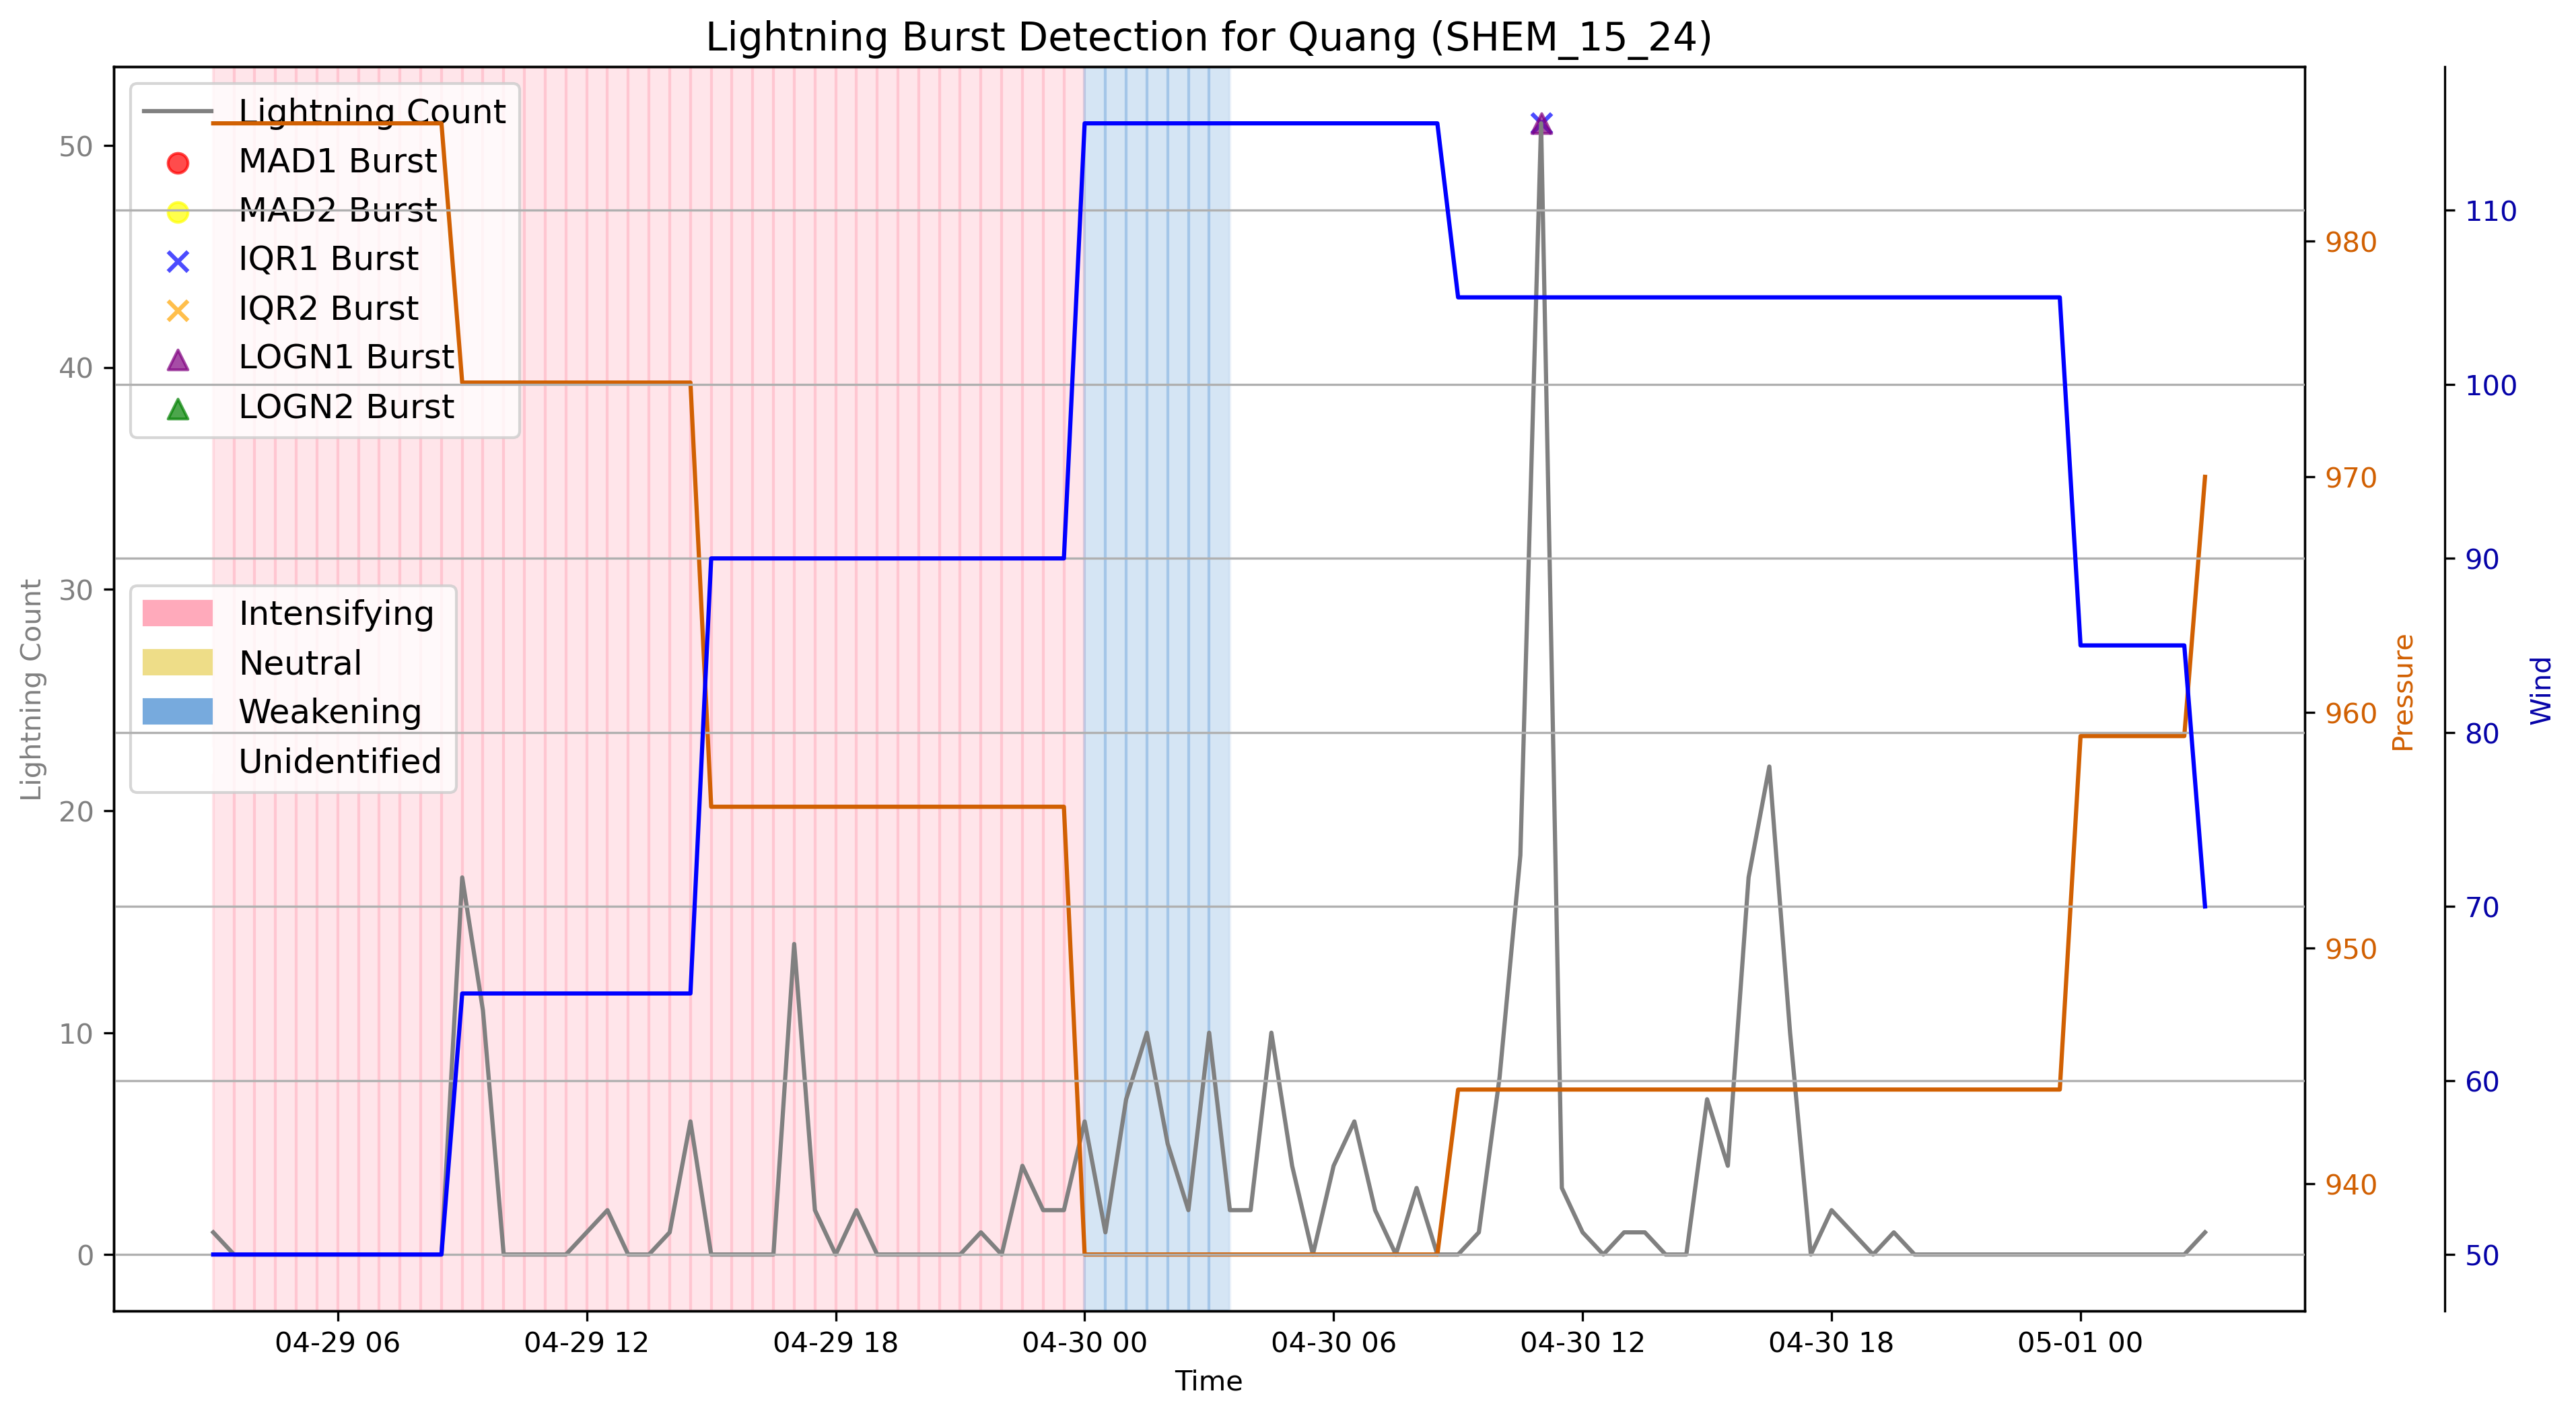 Lightning Burst Detection for Quang (SHEM_15_24)
Lightning Count
MAD1 Burst
MAD2 Burst
IQR1 Burst
IQR2 Burst
LOGN1 Burst
LOGN2 Burst
Intensifying
Neutral
Weakening
Unidentified
Lightning Count
50
40
30
20
10
0
980
970
960
950
940
Pressure
110
100
90
80
70
60
50
Wind
04-29 06
04-29 12
04-29 18
04-30 00
04-30 06
04-30 12
04-30 18
05-01 00
Time